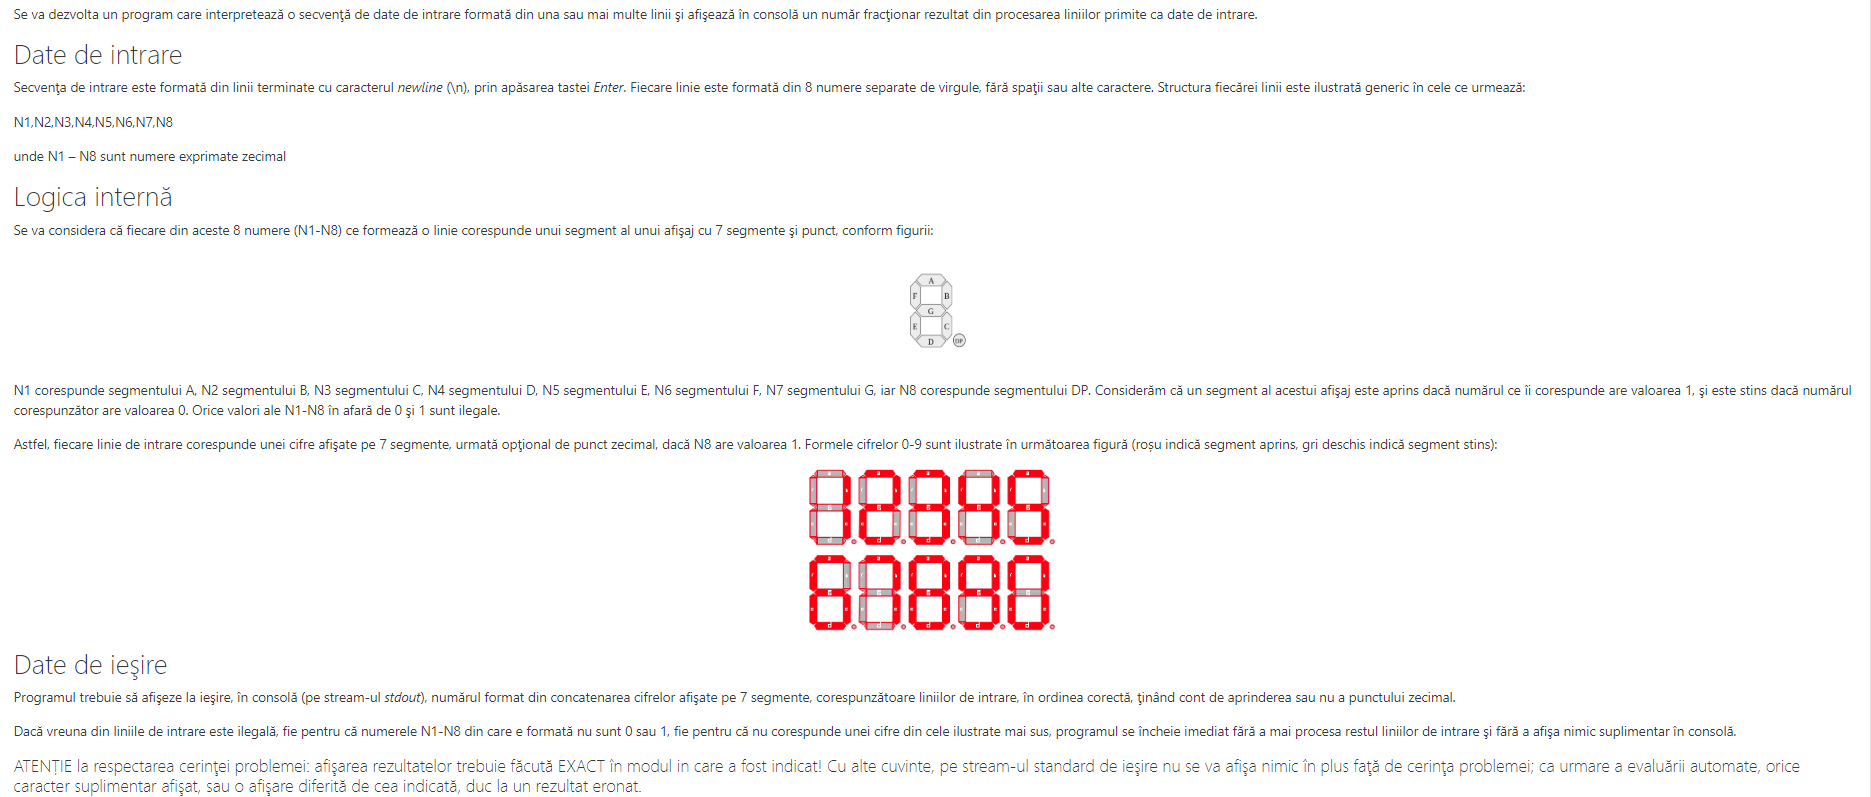 Se va dezvolta un program care interpretează o secvenţă de date de intrare formată din una sau mai multe linii şi afişează în consolă un număr fracţionar rezultat din procesarea liniilor primite ca date de intrare.
Date de intrare
Secvenţa de intrare este formată din linii terminate cu caracterul newline (\n), prin apăsarea tastei Enter. Fiecare linie este formată din 8 numere separate de virgule, fără spaţii sau alte caractere. Structura fiecărei linii este ilustrată generic în cele ce urmează:
N1,N2,N3,N4,N5,N6,N7,N8
unde N1 – N8 sunt numere exprimate zecimal
Logica internă
Se va considera că fiecare din aceste 8 numere (N1-N8) ce formează o linie corespunde unui segment al unui afişaj cu 7 segmente şi punct, conform figurii:
A
F B
G
E C
D DP
N1 corespunde segmentului A, N2 segmentului B, N3 segmentului C, N4 segmentului D, N5 segmentului E, N6 segmentului F, N7 segmentului G, iar N8 corespunde segmentului DP. Considerăm că un segment al acestui afişaj este aprins dacă numărul ce îi corespunde are valoarea 1, şi este stins dacă numărul
corespunzător are valoarea 0. Orice valori ale N1-N8 în afară de 0 şi 1 sunt ilegale.
Astfel, fiecare linie de intrare corespunde unei cifre afişate pe 7 segmente, urmată opţional de punct zecimal, dacă N8 are valoarea 1. Formele cifrelor 0-9 sunt ilustrate în următoarea figură (roșu indică segment aprins, gri deschis indică segment stins):
Date de ieşire
Programul trebuie să afişeze la ieşire, în consolă (pe stream-ul stdout), numărul format din concatenarea cifrelor afişate pe 7 segmente, corespunzătoare liniilor de intrare, în ordinea corectă, ţinând cont de aprinderea sau nu a punctului zecimal.
Dacă vreuna din liniile de intrare este ilegală, fie pentru că numerele N1-N8 din care e formată nu sunt 0 sau 1, fie pentru că nu corespunde unei cifre din cele ilustrate mai sus, programul se încheie imediat fără a mai procesa restul liniilor de intrare şi fără a afişa nimic suplimentar în consolă.
ATENȚIE la respectarea cerinţei problemei: afişarea rezultatelor trebuie făcută EXACT în modul in care a fost indicat! Cu alte cuvinte, pe stream-ul standard de ieşire nu se va afişa nimic în plus faţă de cerinţa problemei; ca urmare a evaluării automate, orice
caracter suplimentar afişat, sau o afişare diferită de cea indicată, duc la un rezultat eronat.